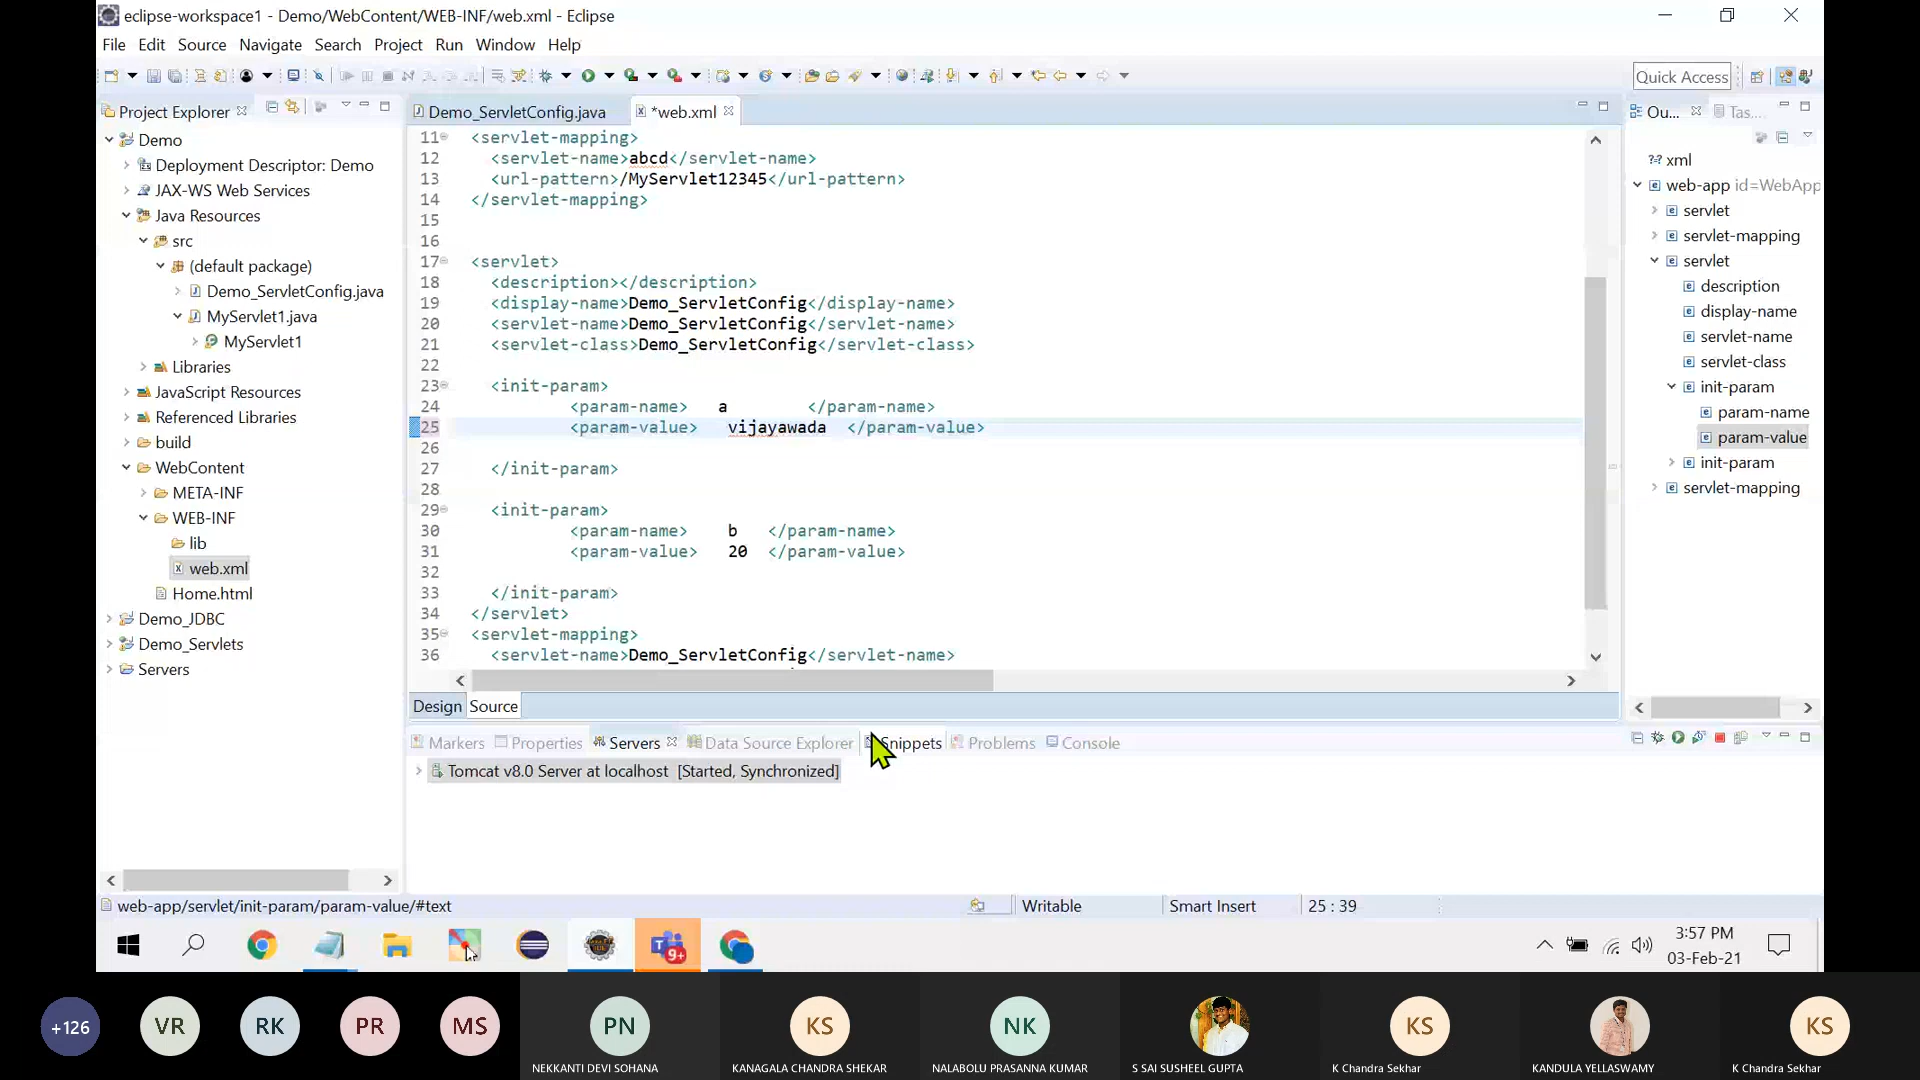 eclipse-workspace1 - Demo/WebContent/WEB-INF/web.xml - Eclipse
File Edit Source Navigate Search Project Run Window Help
Quick Access
Project Explorer
Demo
Deployment Descriptor: Demo
JAX-WS Web Services
Java Resources
src
(default package)
Demo_ServletConfig.java
MyServlet1.java
MyServlet1
Libraries
JavaScript Resources
Referenced Libraries
build
WebContent
META-INF
WEB-INF
lib
web.xml
Home.html
Demo_JDBC
Demo_Servlets
Servers
Demo_ServletConfig.java *web.xml
11 <servlet-mapping>
12 <servlet-name>abcd</servlet-name>
13 <url-pattern>/MyServlet12345</url-pattern>
14 </servlet-mapping>
15
16
17 <servlet>
18 <description></description>
19 <display-name>Demo_ServletConfig</display-name>
20 <servlet-name>Demo_ServletConfig</servlet-name>
21 <servlet-class>Demo_ServletConfig</servlet-class>
22
23 <init-param>
24 <param-name> a </param-name>
25 <param-value> vijayawada </param-value>
26
27 </init-param>
28
29 <init-param>
30 <param-name> b </param-name>
31 <param-value> 20 </param-value>
32
33 </init-param>
34 </servlet>
35 <servlet-mapping>
36 <servlet-name>Demo_ServletConfig</servlet-name>
Design Source
Ou... Tas...
xml
web-app id=WebApp
servlet
servlet-mapping
servlet
description
display-name
servlet-name
servlet-class
init-param
param-name
param-value
init-param
servlet-mapping
Markers Properties Servers Data Source Explorer Snippets Problems Console
Tomcat v8.0 Server at localhost [Started, Synchronized]
web-app/servlet/init-param/param-value/#text Writable Smart Insert 25 : 39
9+
3:57 PM
03-Feb-21
+126 VR RK PR MS PN KS NK KS KS
NEKKANTI DEVI SOHANA KANAGALA CHANDRA SHEKAR NALABOLU PRASANNA KUMAR S SAI SUSHEEL GUPTA K Chandra Sekhar KANDULA YELLASWAMY K Chandra Sekhar